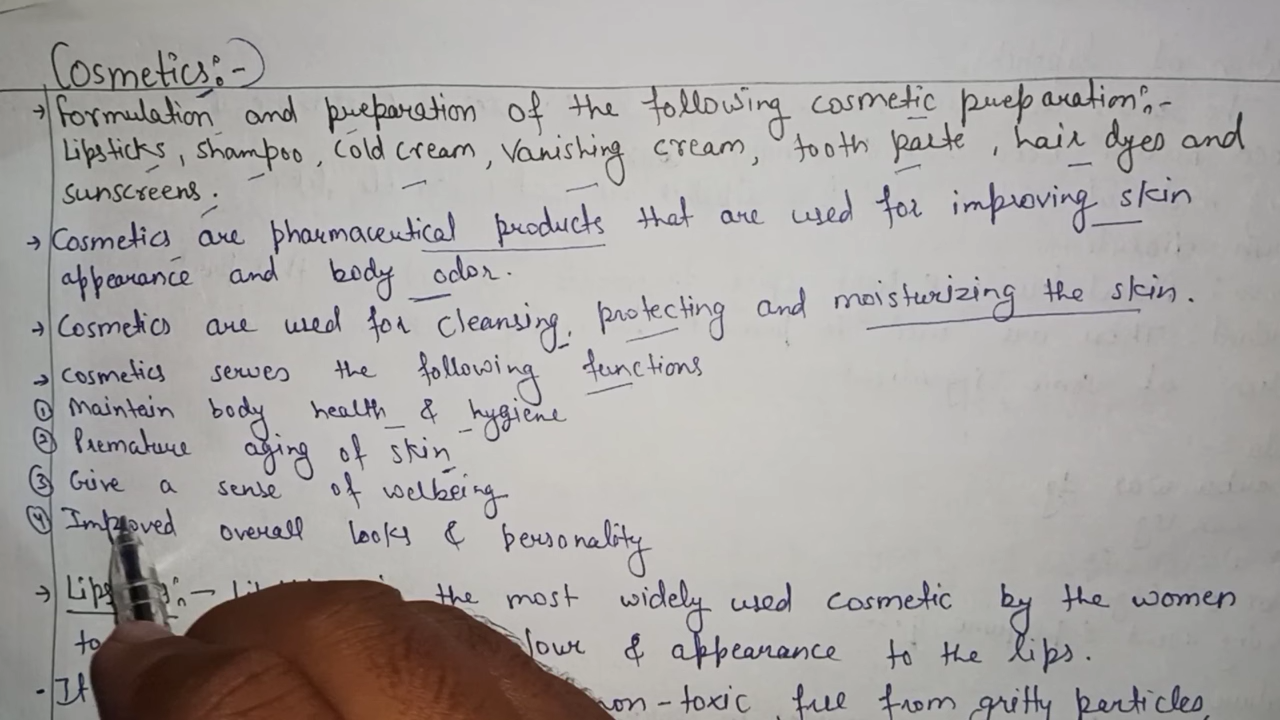 Cosmetics:-
→ Formulation and preparation of the following cosmetic preparation:-
Lipsticks, shampoo, cold cream, vanishing cream, tooth paste, hair dyes and
sunscreens.
→ Cosmetics are pharmaceutical products that are used for improving skin
appearance and body odor.
→ Cosmetics are used for cleansing, protecting and moisturizing the skin.
→ Cosmetics serves the following functions
① Maintain body health & hygiene
② Premature aging of skin
③ Give a sense of welbeing
④ Improved overall looks & personality
→ :- the most widely used cosmetic by the women
& appearance to the lips.
- It non-toxic, free from gritty particles,